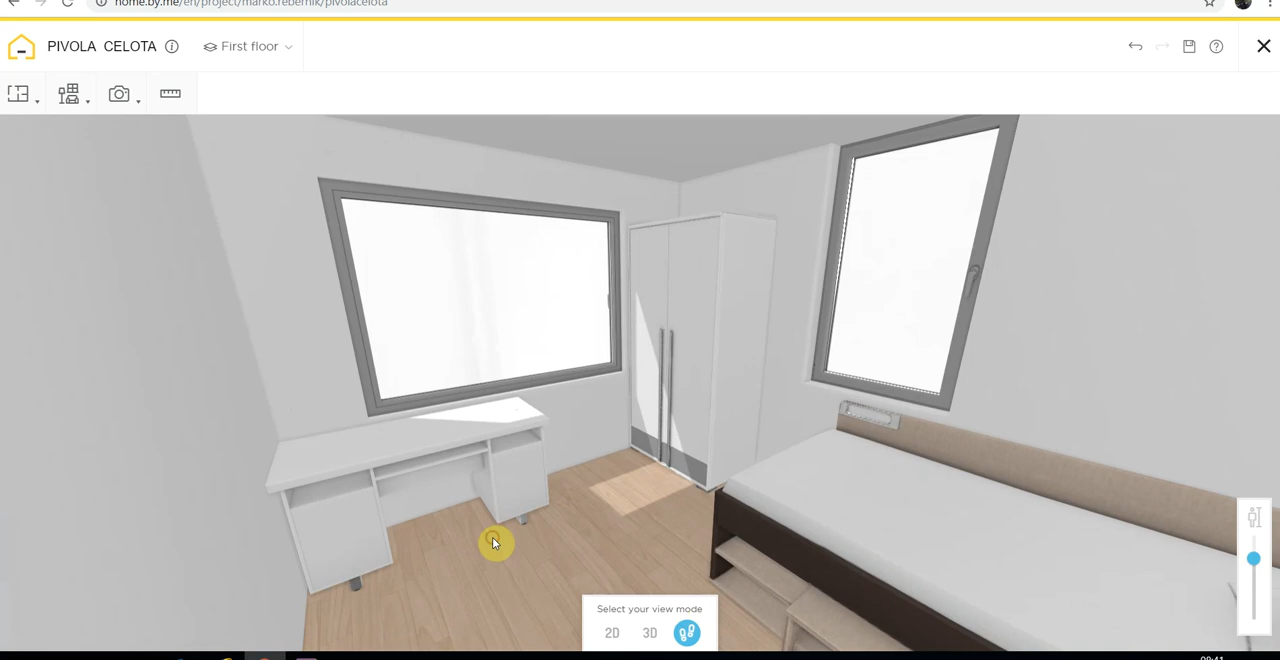 home.by.me/en/project/marko.rebernik/pivolacelota
PIVOLA CELOTA
First floor
Select your view mode
2D 3D